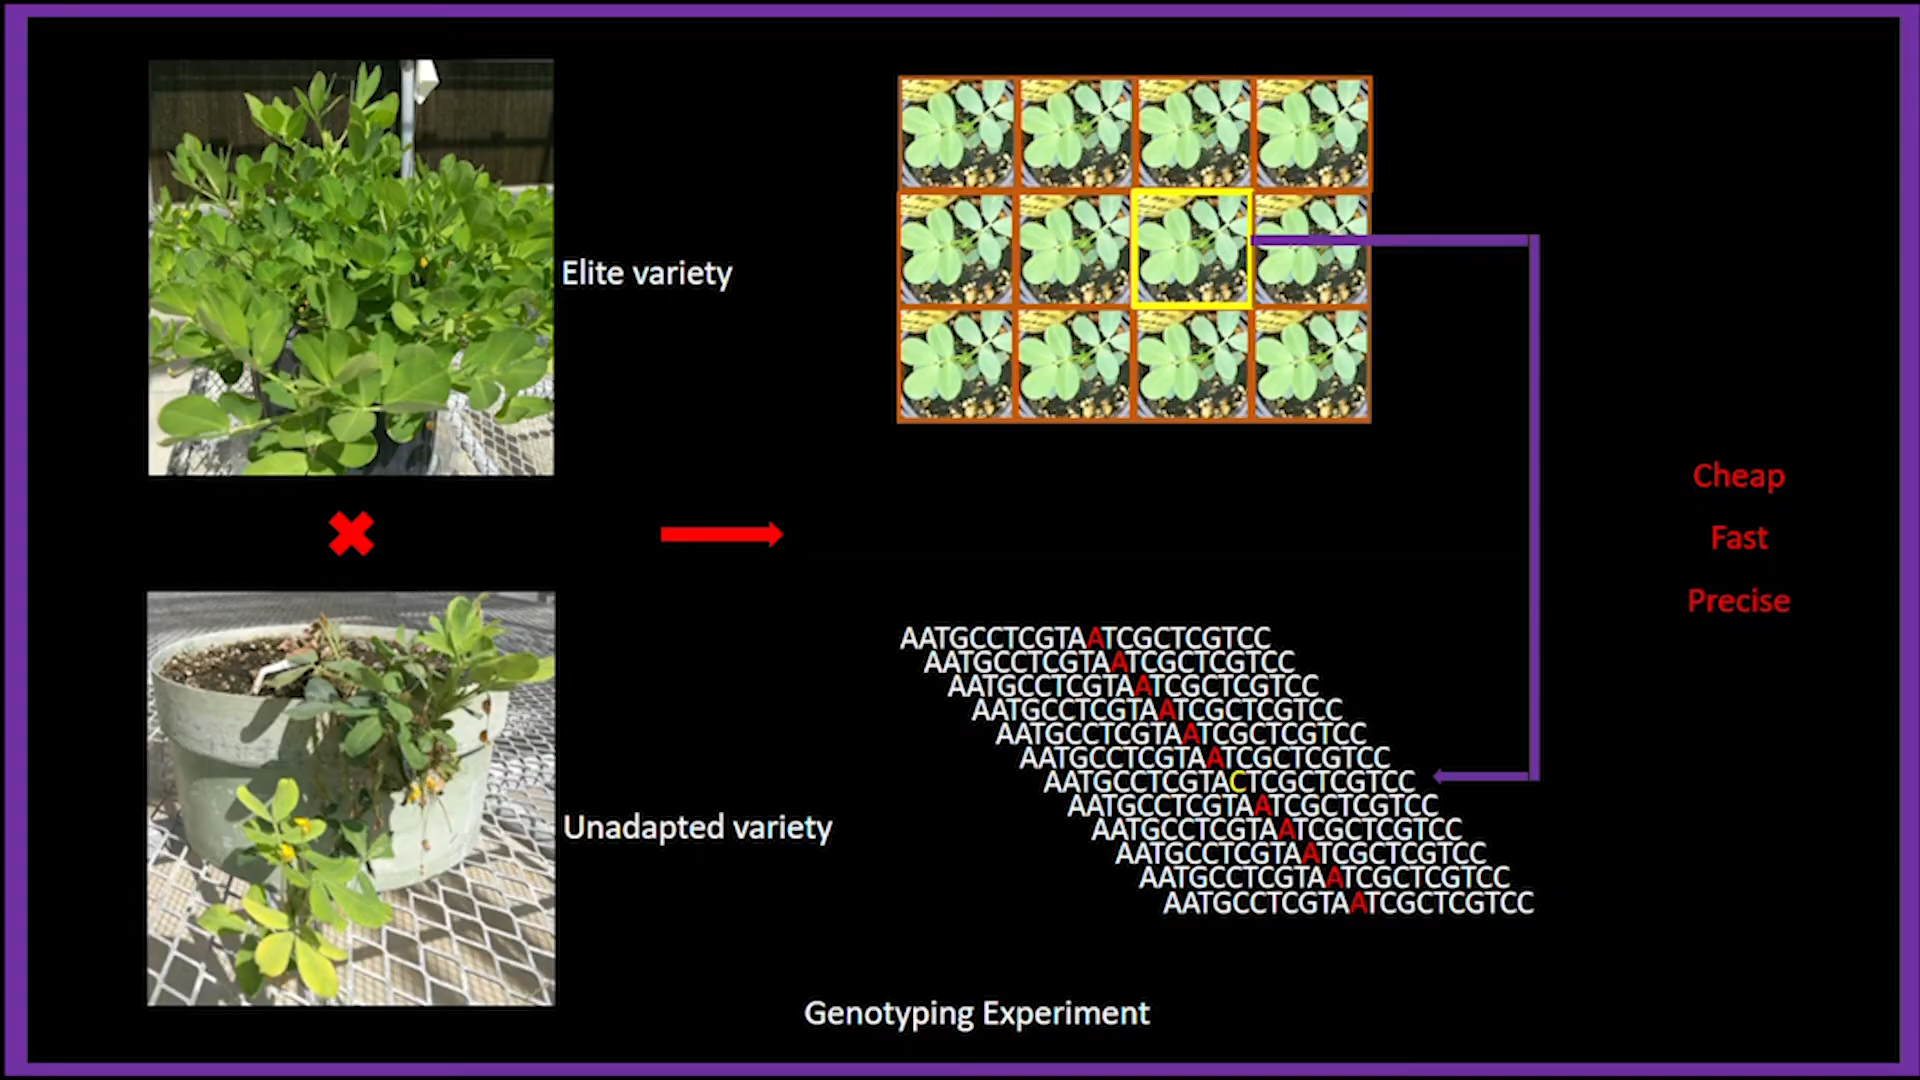 Elite variety
Unadapted variety
AATGCCTCGTAATCGCTCGTCC
AATGCCTCGTAATCGCTCGTCC
AATGCCTCGTAATCGCTCGTCC
AATGCCTCGTAATCGCTCGTCC
AATGCCTCGTAATCGCTCGTCC
AATGCCTCGTAATCGCTCGTCC
AATGCCTCGTACTCGCTCGTCC
AATGCCTCGTAATCGCTCGTCC
AATGCCTCGTAATCGCTCGTCC
AATGCCTCGTAATCGCTCGTCC
AATGCCTCGTAATCGCTCGTCC
AATGCCTCGTAATCGCTCGTCC
Cheap
Fast
Precise
Genotyping Experiment